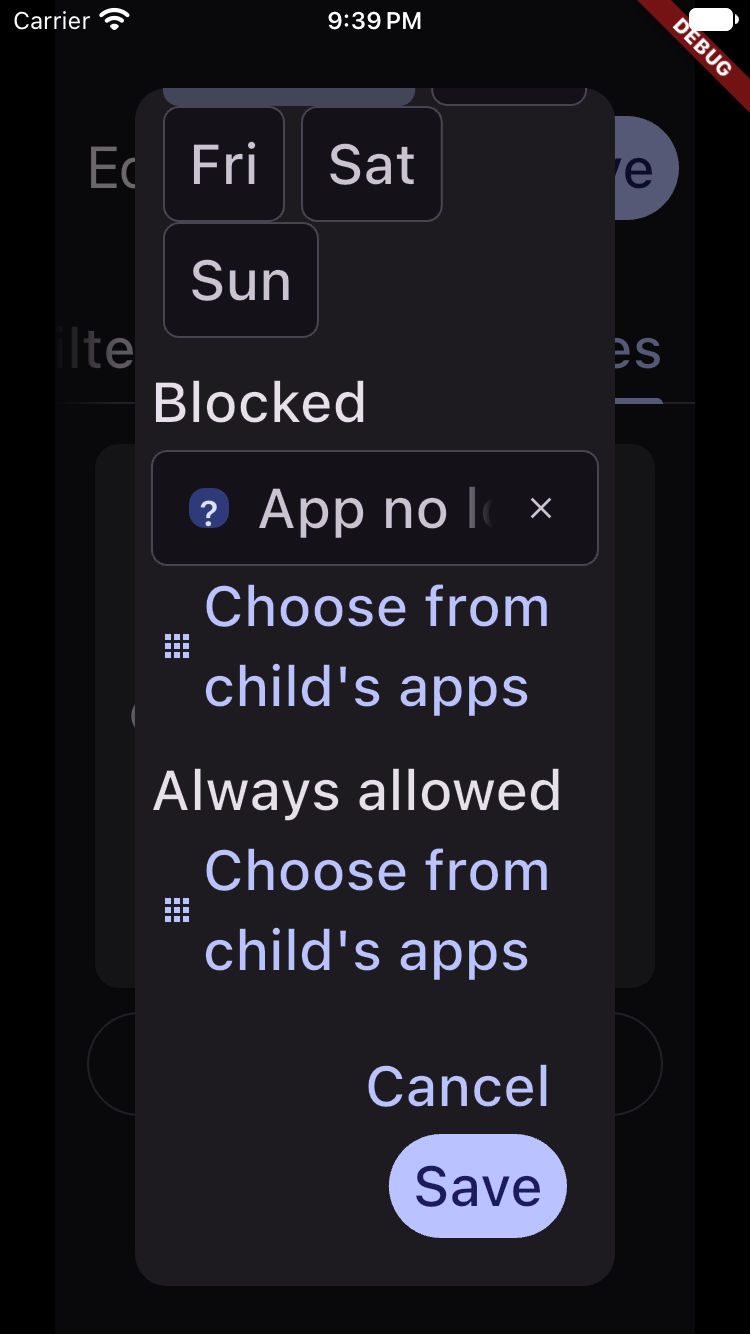 Carrier 9:39 PM
DEBUG
Fri Sat
Sun
Blocked
? App no
Choose from
child's apps
Always allowed
Choose from
child's apps
Cancel
Save